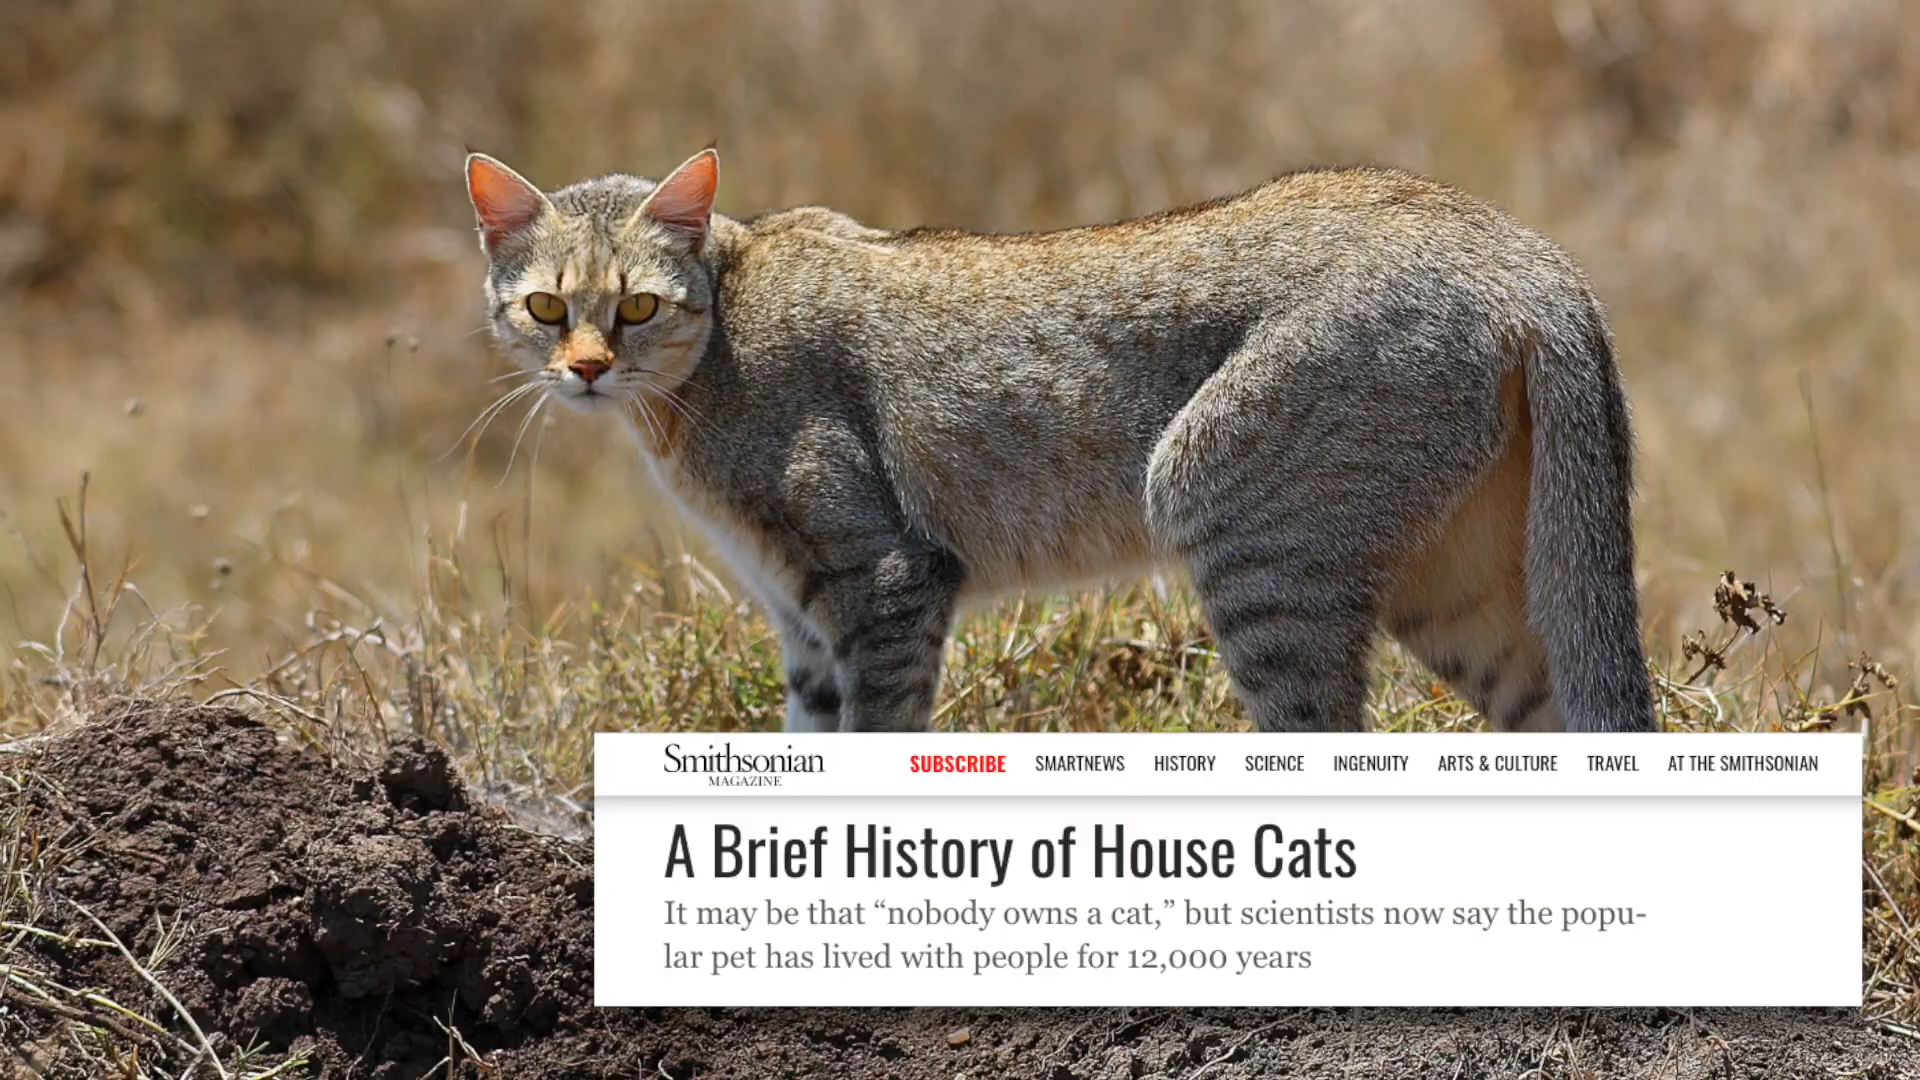 Smithsonian
MAGAZINE
SUBSCRIBE SMARTNEWS HISTORY SCIENCE INGENUITY ARTS & CULTURE TRAVEL AT THE SMITHSONIAN
A Brief History of House Cats
It may be that “nobody owns a cat,” but scientists now say the popu-
lar pet has lived with people for 12,000 years